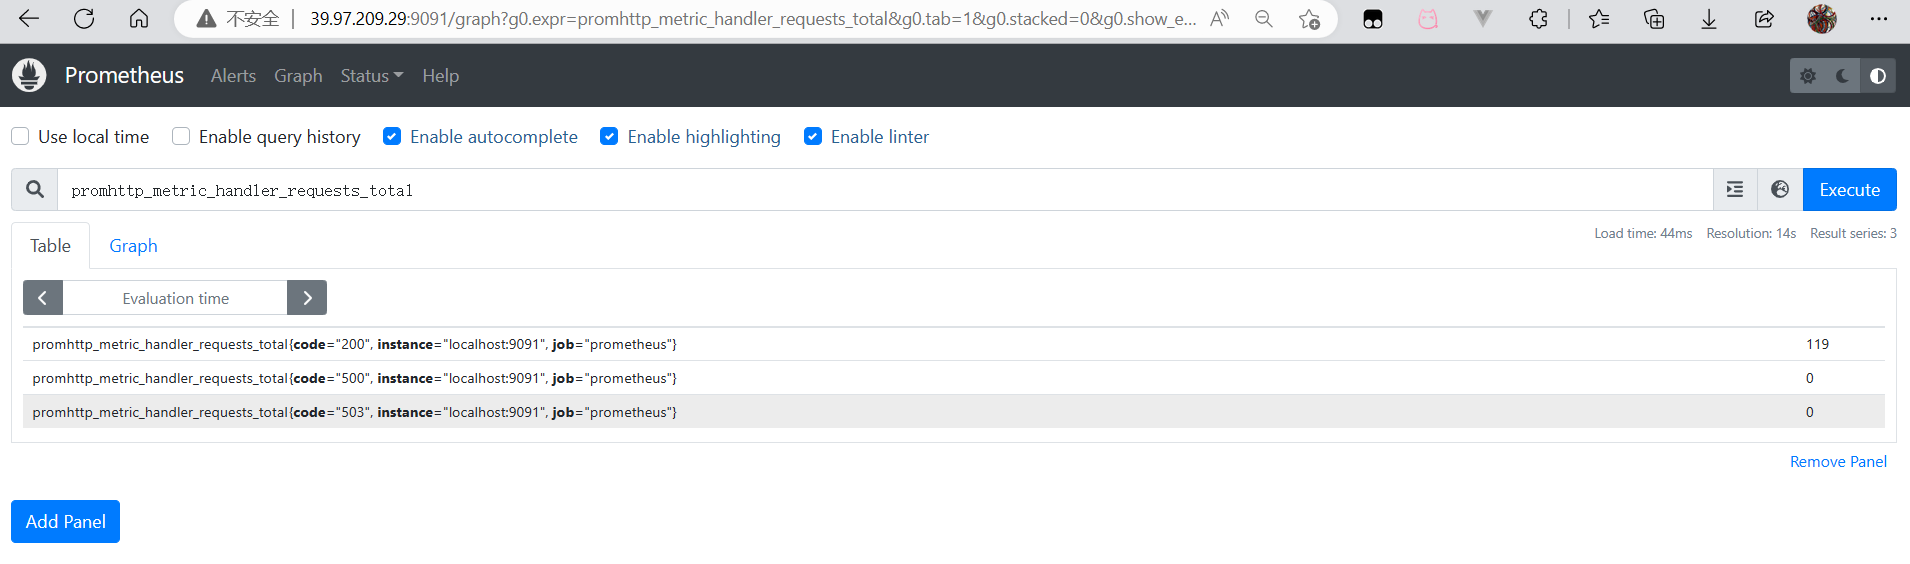 不安全 39.97.209.29:9091/graph?g0.expr=promhttp_metric_handler_requests_total&g0.tab=1&g0.stacked=0&g0.show_e...
Prometheus Alerts Graph Status Help
Use local time Enable query history Enable autocomplete Enable highlighting Enable linter
promhttp_metric_handler_requests_total Execute
Table Graph Load time: 44ms Resolution: 14s Result series: 3
Evaluation time
promhttp_metric_handler_requests_total{code="200", instance="localhost:9091", job="prometheus"} 119
promhttp_metric_handler_requests_total{code="500", instance="localhost:9091", job="prometheus"} 0
promhttp_metric_handler_requests_total{code="503", instance="localhost:9091", job="prometheus"} 0
Remove Panel
Add Panel